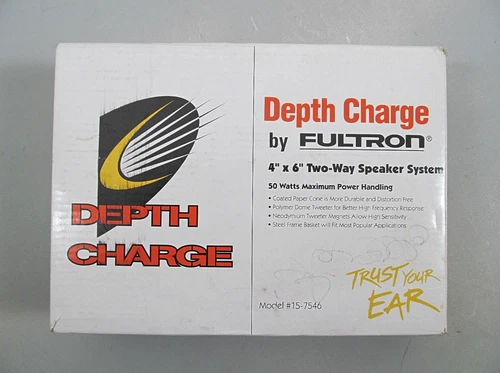 DEPTH
CHARGE
Depth Charge
by FULTRON®
4" x 6" Two-Way Speaker System
50 Watts Maximum Power Handling
• Coated Paper Cone is More Durable and Distortion Free
• Polymer Dome Tweeter for Better High-Frequency Response
• Neodymium Tweeter Magnets Allow High Sensitivity
• Steel Frame Basket will Fit Most Popular Applications
TRUST YOUR
EAR
Model #15-7546